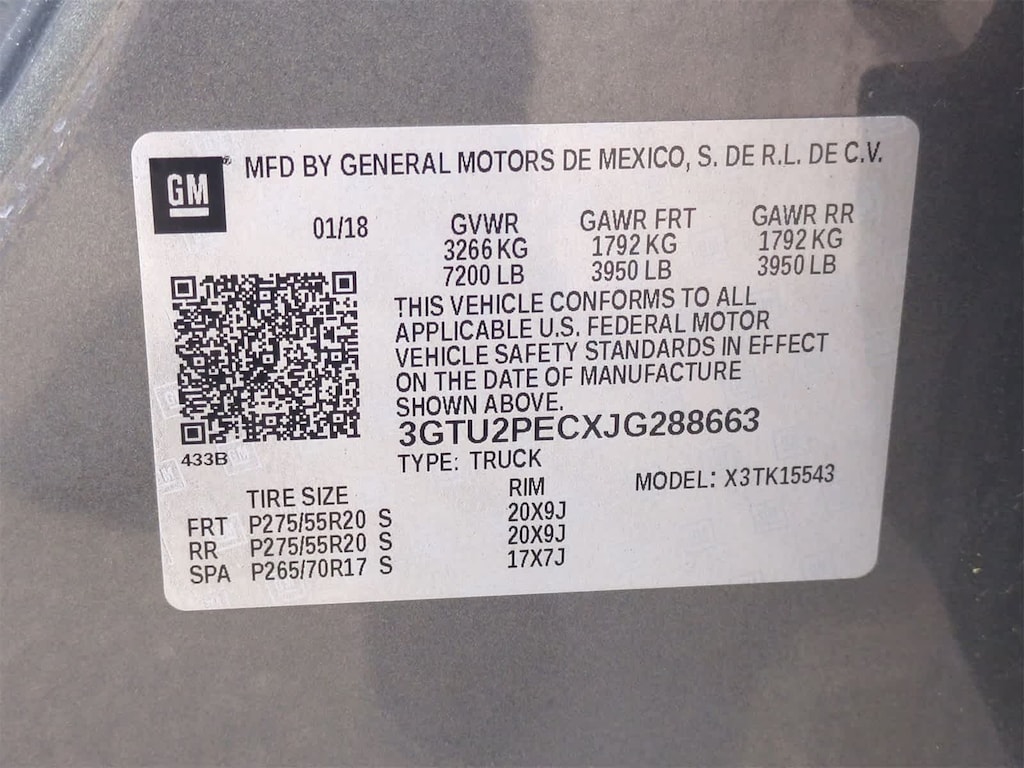 GM
MFD BY GENERAL MOTORS DE MEXICO, S. DE R.L. DE C.V.
01/18 GVWR GAWR FRT GAWR RR
3266 KG 1792 KG 1792 KG
7200 LB 3950 LB 3950 LB
THIS VEHICLE CONFORMS TO ALL
APPLICABLE U.S. FEDERAL MOTOR
VEHICLE SAFETY STANDARDS IN EFFECT
ON THE DATE OF MANUFACTURE
SHOWN ABOVE.
3GTU2PECXJG288663
433B
TYPE: TRUCK MODEL: X3TK15543
TIRE SIZE RIM
FRT P275/55R20 S 20X9J
RR P275/55R20 S 20X9J
SPA P265/70R17 S 17X7J